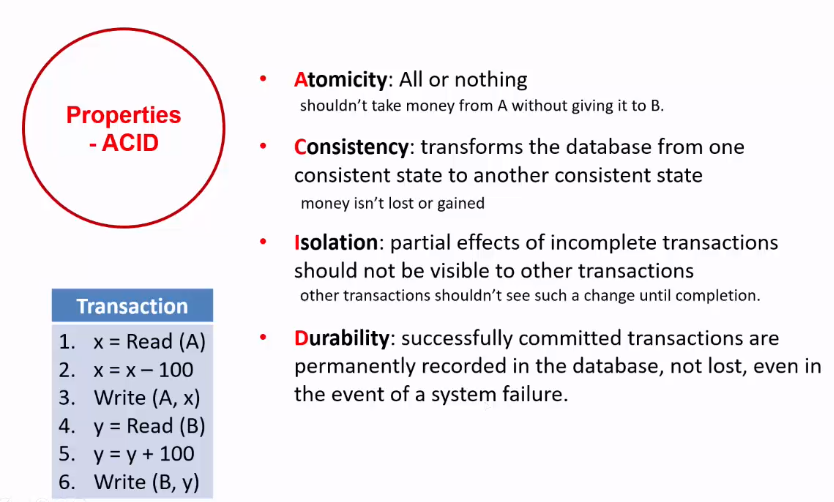 Properties
- ACID
• Atomicity: All or nothing
shouldn't take money from A without giving it to B.
• Consistency: transforms the database from one
consistent state to another consistent state
money isn't lost or gained
• Isolation: partial effects of incomplete transactions
should not be visible to other transactions
other transactions shouldn't see such a change until completion.
• Durability: successfully committed transactions are
permanently recorded in the database, not lost, even in
the event of a system failure.
Transaction
1. x = Read (A)
2. x = x – 100
3. Write (A, x)
4. y = Read (B)
5. y = y + 100
6. Write (B, y)